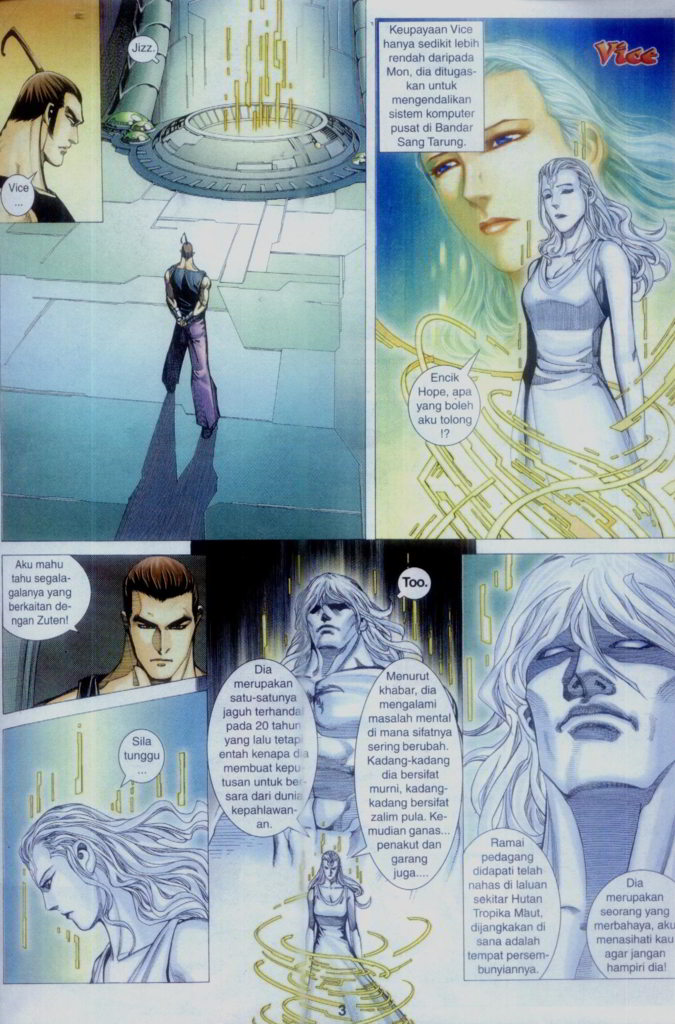 Vice
...
Jizz.
Keupayaan Vice
hanya sedikit lebih
rendah daripada
Mon, dia ditugas-
kan untuk
mengendalikan
sistem komputer
pusat di Bandar
Sang Tarung.
Vice
Encik
Hope, apa
yang boleh
aku tolong
!?
Aku mahu
tahu segala-
galanya yang
berkaitan de-
ngan Zuten!
Sila
tunggu
...
Too.
Dia
merupakan
satu-satunya
jaguh terhandal
pada 20 tahun
yang lalu tetapi
entah kenapa dia
membuat kepu-
tusan untuk ber-
sara dari dunia
kepahlawan-
an.
Menurut
khabar, dia
mengalami
masalah mental
di mana sifatnya
sering berubah.
Kadang-kadang
dia bersifat
murni, kadang-
kadang bersifat
zalim pula. Ke-
mudian ganas...
penakut dan
garang
juga....
Ramai
pedagang
didapati telah
nahas di laluan
sekitar Hutan
Tropika Maut,
dijangkakan di
sana adalah
tempat persem-
bunyiannya.
Dia
merupakan
seorang yang
merbahaya, aku
menasihati kau
agar jangan
hampiri dia!
3